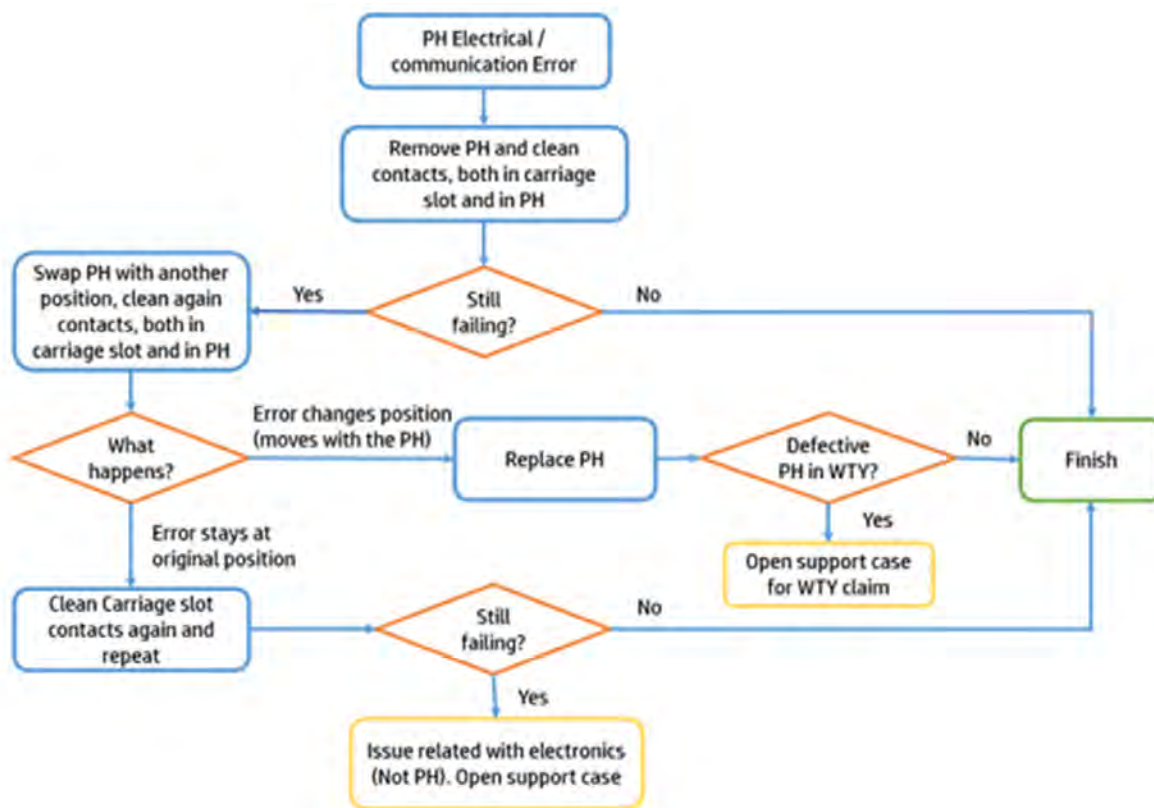 PH Electrical /
communication Error
Remove PH and clean
contacts, both in carriage
slot and in PH
Swap PH with another
position, clean again
contacts, both in
carriage slot and in PH
Yes
Still
failing?
No
What
happens?
Error changes position
(moves with the PH)
Replace PH
Defective
PH in WTY?
No
Finish
Yes
Open support case
for WTY claim
Error stays at
original position
Clean Carriage slot
contacts again and
repeat
Still
failing?
No
Yes
Issue related with electronics
(Not PH). Open support case